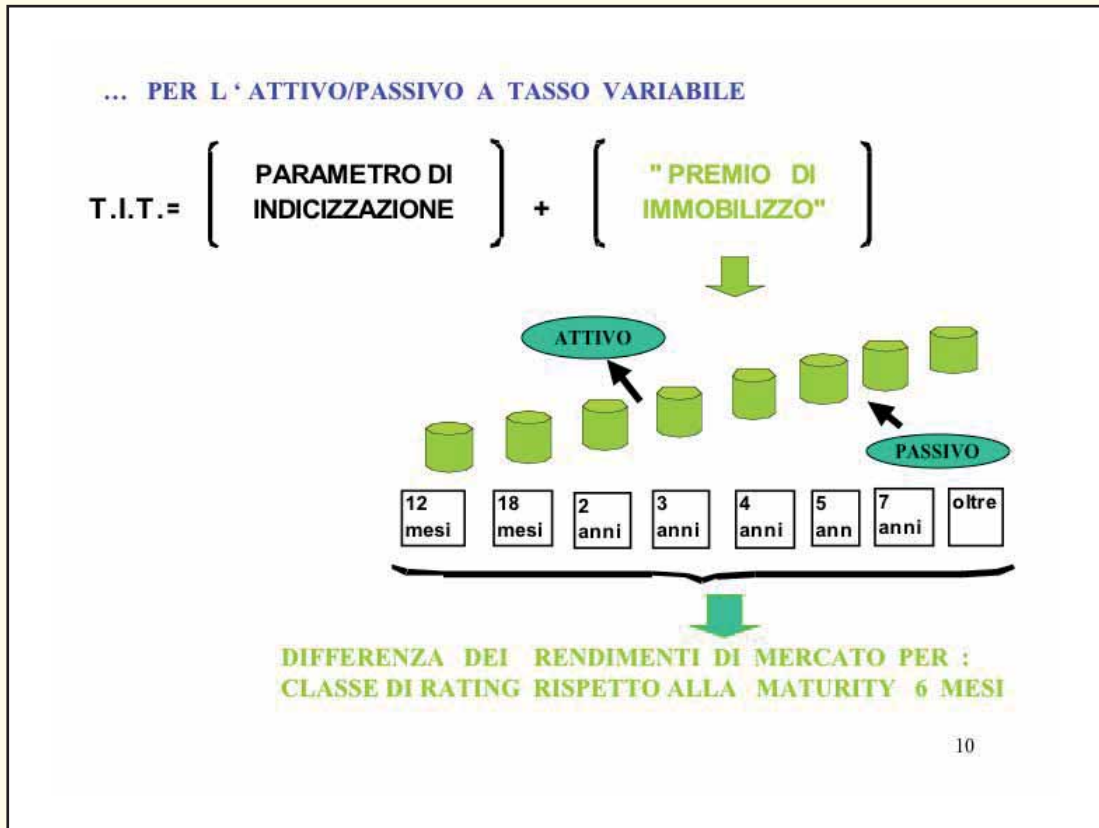 ... PER L ' ATTIVO/PASSIVO A TASSO VARIABILE
T.I.T.=
PARAMETRO DI
INDICIZZAZIONE
+
" PREMIO DI
IMMOBILIZZO"
ATTIVO
PASSIVO
12
mesi
18
mesi
2
anni
3
anni
4
anni
5
ann
7
anni
oltre
DIFFERENZA DEI RENDIMENTI DI MERCATO PER :
CLASSE DI RATING RISPETTO ALLA MATURITY 6 MESI
10